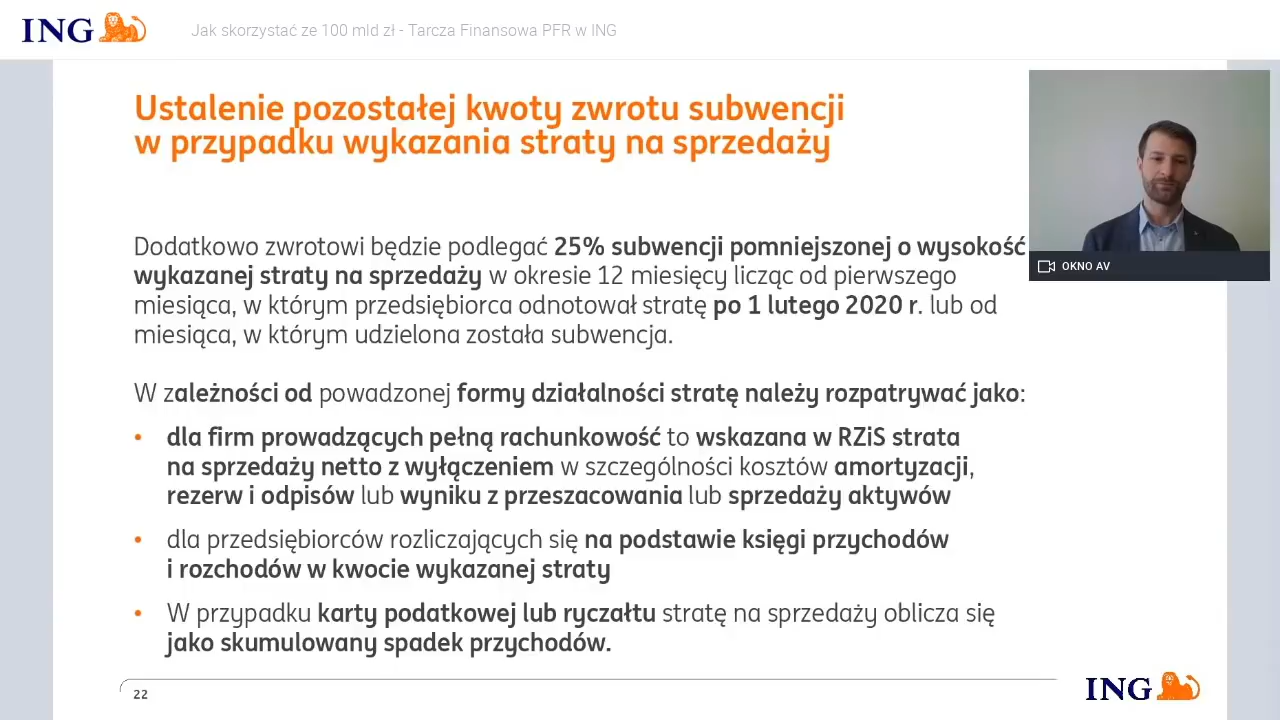 ING
Jak skorzystać ze 100 mld zł - Tarcza Finansowa PFR w ING
Ustalenie pozostałej kwoty zwrotu subwencji
w przypadku wykazania straty na sprzedaży
OKNO AV
Dodatkowo zwrotowi będzie podlegać 25% subwencji pomniejszonej o wysokość
wykazanej straty na sprzedaży w okresie 12 miesięcy licząc od pierwszego
miesiąca, w którym przedsiębiorca odnotował stratę po 1 lutego 2020 r. lub od
miesiąca, w którym udzielona została subwencja.
W zależności od powadzonej formy działalności stratę należy rozpatrywać jako:
• dla firm prowadzących pełną rachunkowość to wskazana w RZiS strata
na sprzedaży netto z wyłączeniem w szczególności kosztów amortyzacji,
rezerw i odpisów lub wyniku z przeszacowania lub sprzedaży aktywów
• dla przedsiębiorców rozliczających się na podstawie księgi przychodów
i rozchodów w kwocie wykazanej straty
• W przypadku karty podatkowej lub ryczałtu stratę na sprzedaży oblicza się
jako skumulowany spadek przychodów.
22
ING